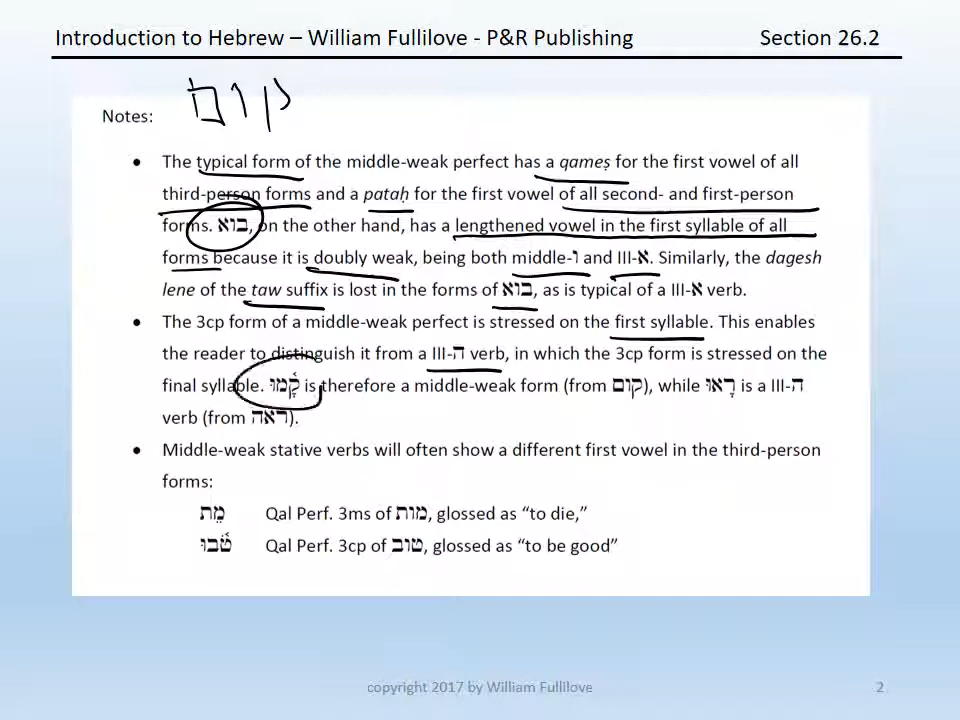 Introduction to Hebrew – William Fullilove - P&R Publishing Section 26.2
קום
Notes:
• The typical form of the middle-weak perfect has a qameṣ for the first vowel of all
third-person forms and a pataḥ for the first vowel of all second- and first-person
forms. בוא, on the other hand, has a lengthened vowel in the first syllable of all
forms because it is doubly weak, being both middle-ו and III-א. Similarly, the dagesh
lene of the taw suffix is lost in the forms of בוא, as is typical of a III-א verb.
• The 3cp form of a middle-weak perfect is stressed on the first syllable. This enables
the reader to distinguish it from a III-ה verb, in which the 3cp form is stressed on the
final syllable. קָ֫מוּ is therefore a middle-weak form (from קום), while רָאוּ is a III-ה
verb (from ראה).
• Middle-weak stative verbs will often show a different first vowel in the third-person
forms:
מֵת Qal Perf. 3ms of מות, glossed as “to die,”
טֹ֫בוּ Qal Perf. 3cp of טוב, glossed as “to be good”
copyright 2017 by William Fullilove 2